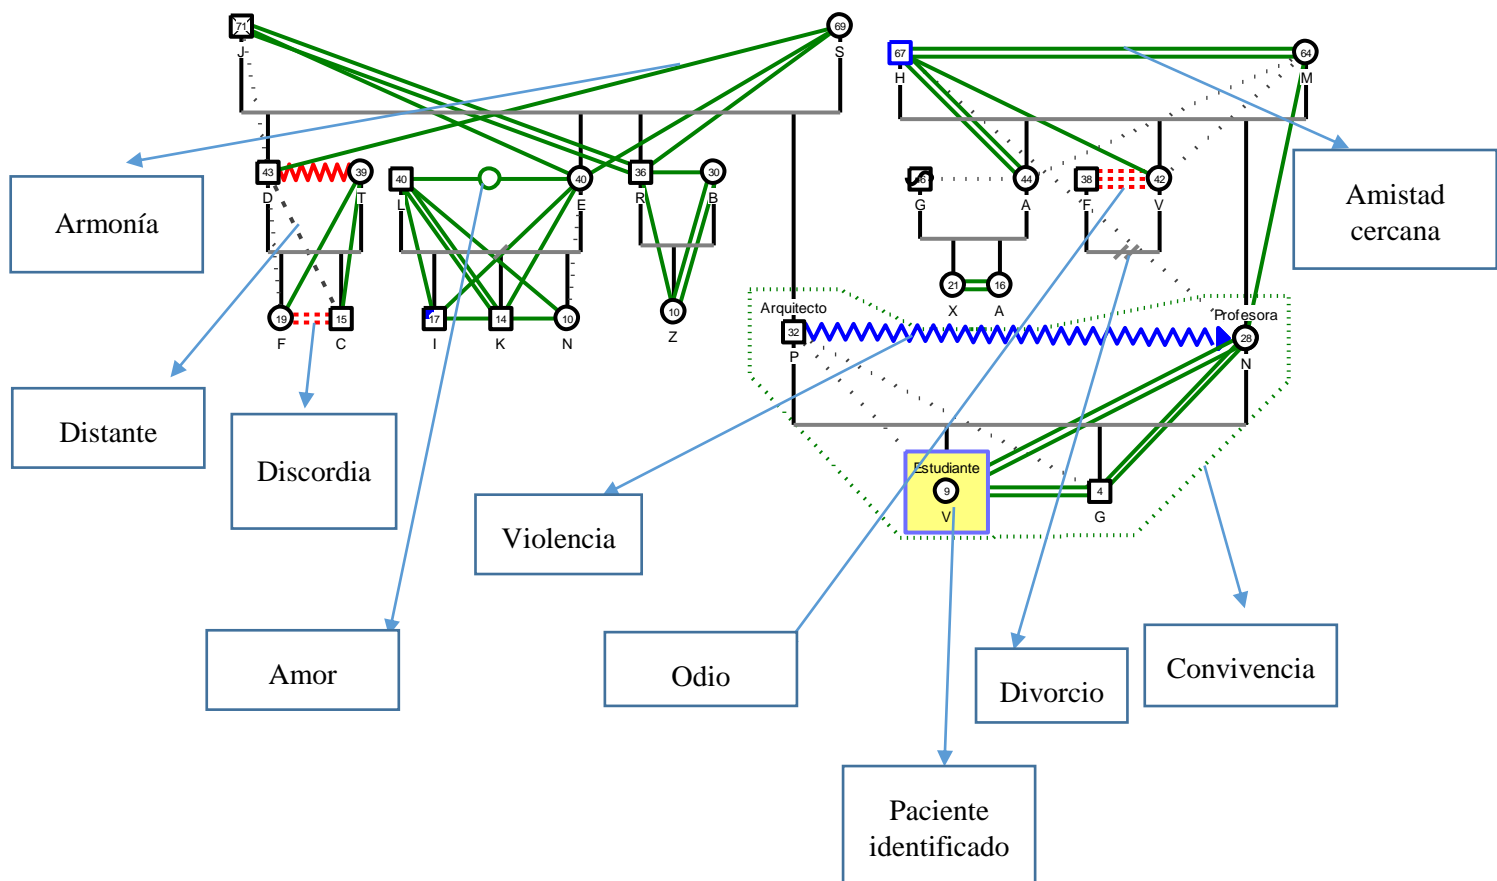 71
69
J
S
67
64
H
M
43
39
40
40
36
30
44
38
42
D
T
L
E
R
B
G
A
F
V
Armonía
Amistad
cercana
21
16
X
A
19
15
17
14
10
10
F
C
I
K
N
Z
Arquitecto
Profesora
32
28
P
N
Distante
Discordia
Estudiante
9
4
V
G
Violencia
Amor
Odio
Divorcio
Convivencia
Paciente
identificado